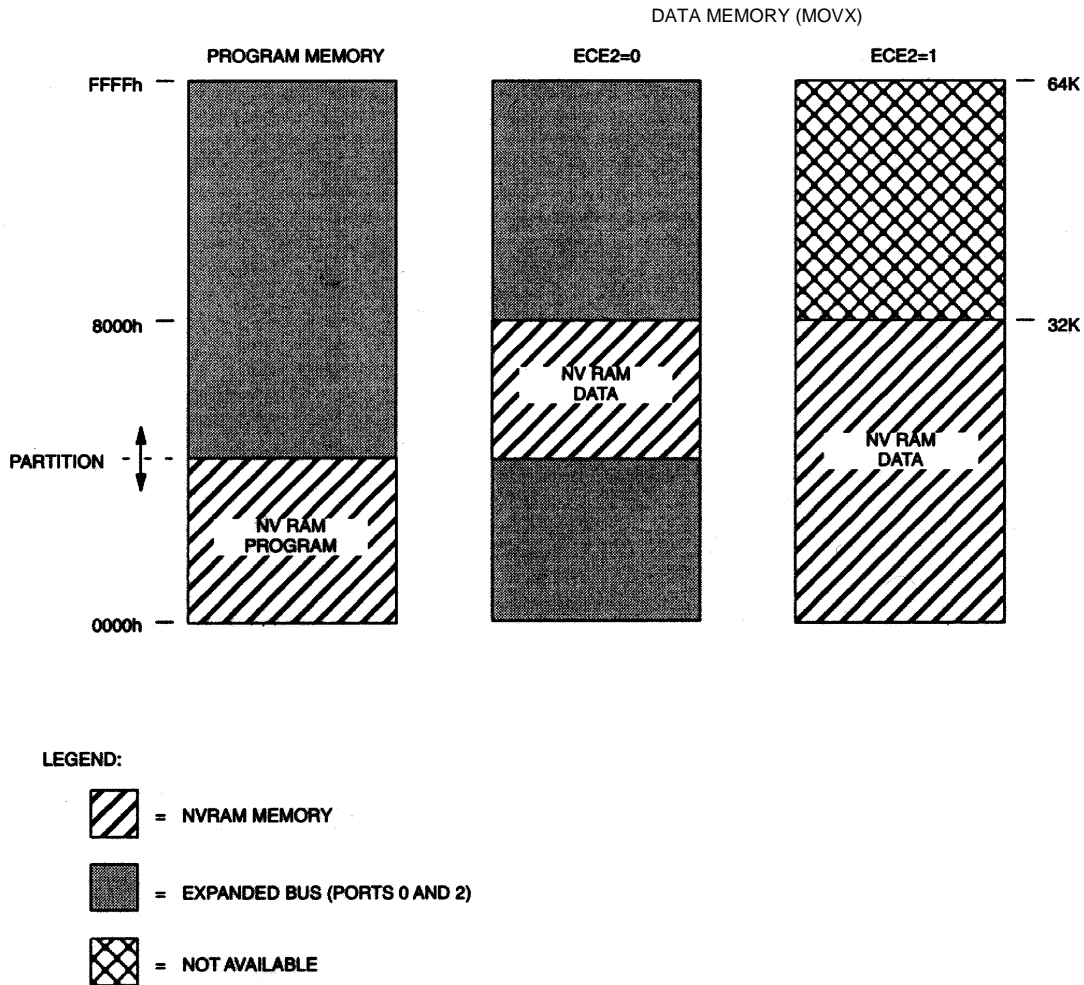 DATA MEMORY (MOVX)
PROGRAM MEMORY ECE2=0 ECE2=1
FFFFh 64K
8000h 32K
NV RAM
DATA
NV RAM
DATA
PARTITION
NV RAM
PROGRAM
0000h
LEGEND:
= NVRAM MEMORY
= EXPANDED BUS (PORTS 0 AND 2)
= NOT AVAILABLE